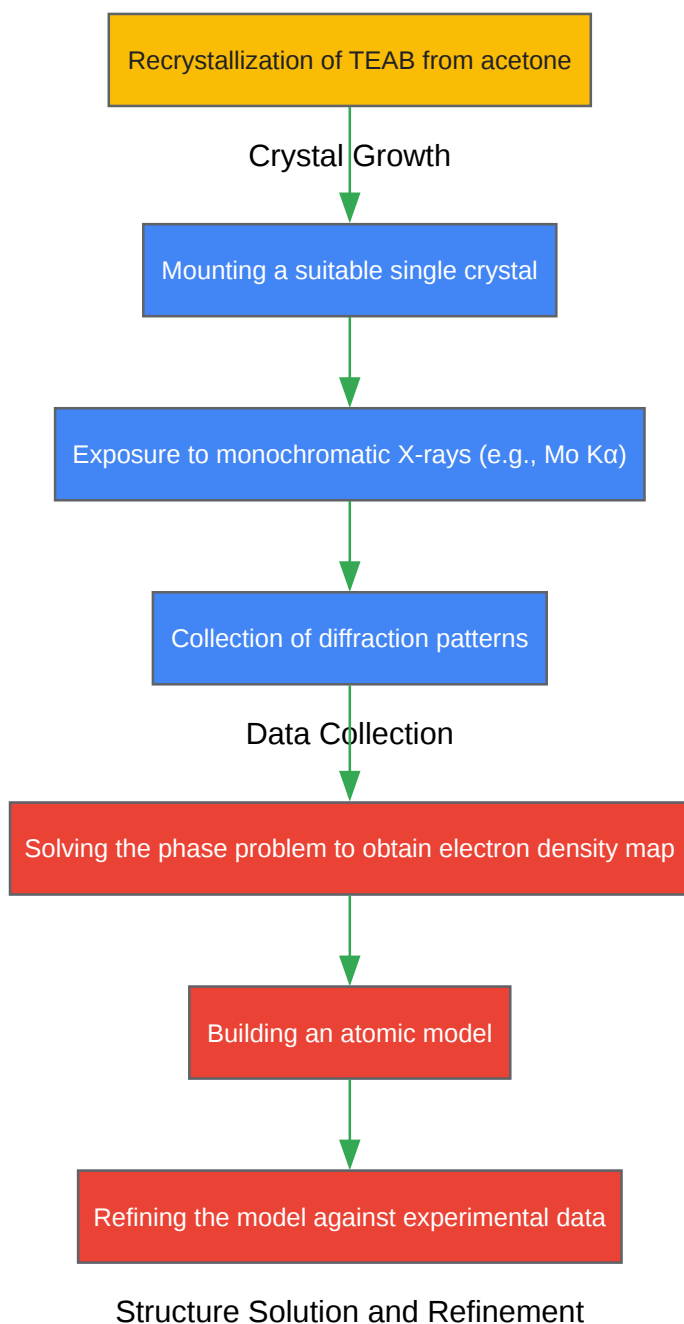 Recrystallization of TEAB from acetone
Crystal Growth
Mounting a suitable single crystal
Exposure to monochromatic X-rays (e.g., Mo Kα)
Collection of diffraction patterns
Data Collection
Solving the phase problem to obtain electron density map
Building an atomic model
Refining the model against experimental data
Structure Solution and Refinement